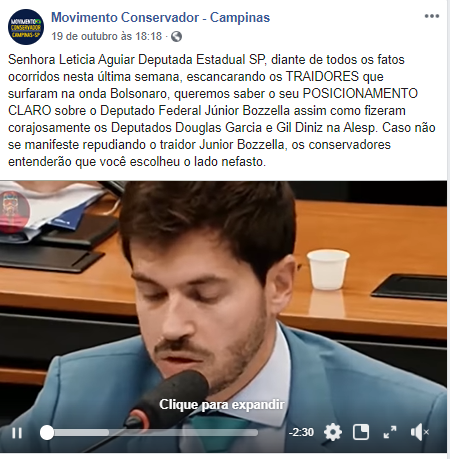 Movimento Conservador - Campinas
19 de outubro às 18:18
Senhora Leticia Aguiar Deputada Estadual SP, diante de todos os fatos
ocorridos nesta última semana, escancarando os TRAIDORES que
surfaram na onda Bolsonaro, queremos saber o seu POSICIONAMENTO
CLARO sobre o Deputado Federal Júnior Bozzella assim como fizeram
corajosamente os Deputados Douglas Garcia e Gil Diniz na Alesp. Caso não
se manifeste repudiando o traidor Junior Bozzella, os conservadores
entenderão que você escolheu o lado nefasto.
Clique para expandir
-2:30